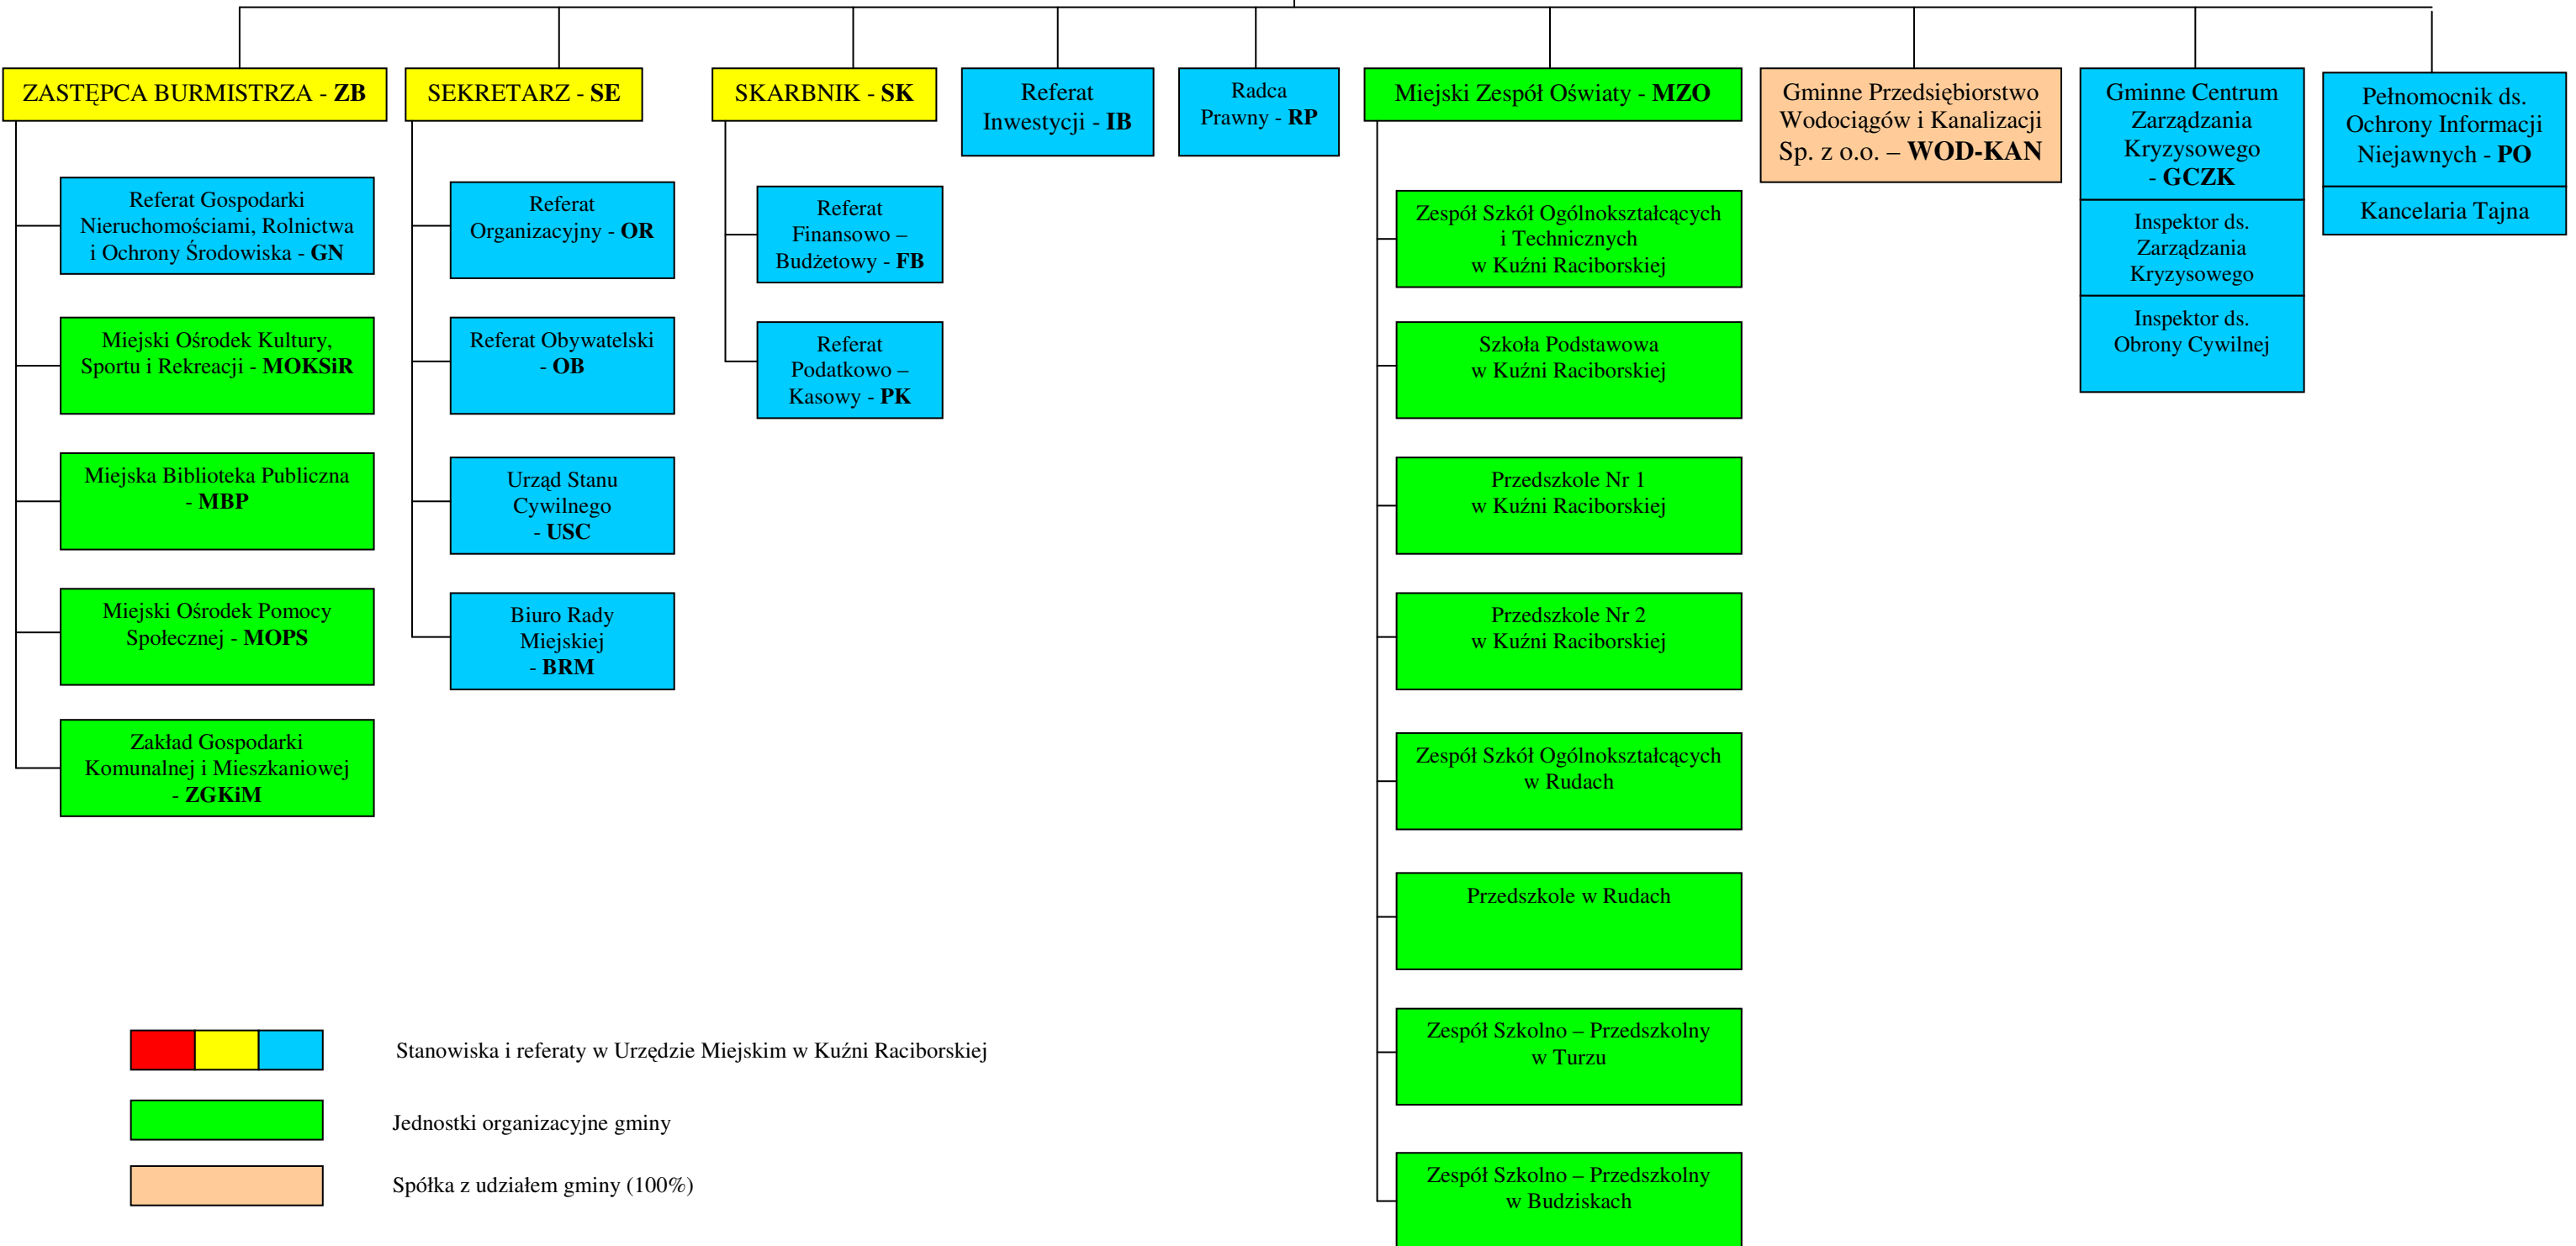 ZASTĘPCA BURMISTRZA - ZB
SEKRETARZ - SE
SKARBNIK - SK
Referat
Inwestycji - IB
Radca
Prawny - RP
Miejski Zespół Oświaty - MZO
Gminne Przedsiębiorstwo
Wodociągów i Kanalizacji
Sp. z o.o. – WOD-KAN
Gminne Centrum
Zarządzania
Kryzysowego
- GCZK
Inspektor ds.
Zarządzania
Kryzysowego
Inspektor ds.
Obrony Cywilnej
Pełnomocnik ds.
Ochrony Informacji
Niejawnych - PO
Kancelaria Tajna
Referat Gospodarki
Nieruchomościami, Rolnictwa
i Ochrony Środowiska - GN
Miejski Ośrodek Kultury,
Sportu i Rekreacji - MOKSiR
Miejska Biblioteka Publiczna
- MBP
Miejski Ośrodek Pomocy
Społecznej - MOPS
Zakład Gospodarki
Komunalnej i Mieszkaniowej
- ZGKiM
Referat
Organizacyjny - OR
Referat Obywatelski
- OB
Urząd Stanu
Cywilnego
- USC
Biuro Rady
Miejskiej
- BRM
Referat
Finansowo –
Budżetowy - FB
Referat
Podatkowo –
Kasowy - PK
Zespół Szkół Ogólnokształcących
i Technicznych
w Kuźni Raciborskiej
Szkoła Podstawowa
w Kuźni Raciborskiej
Przedszkole Nr 1
w Kuźni Raciborskiej
Przedszkole Nr 2
w Kuźni Raciborskiej
Zespół Szkół Ogólnokształcących
w Rudach
Przedszkole w Rudach
Zespół Szkolno – Przedszkolny
w Turzu
Zespół Szkolno – Przedszkolny
w Budziskach
Stanowiska i referaty w Urzędzie Miejskim w Kuźni Raciborskiej
Jednostki organizacyjne gminy
Spółka z udziałem gminy (100%)